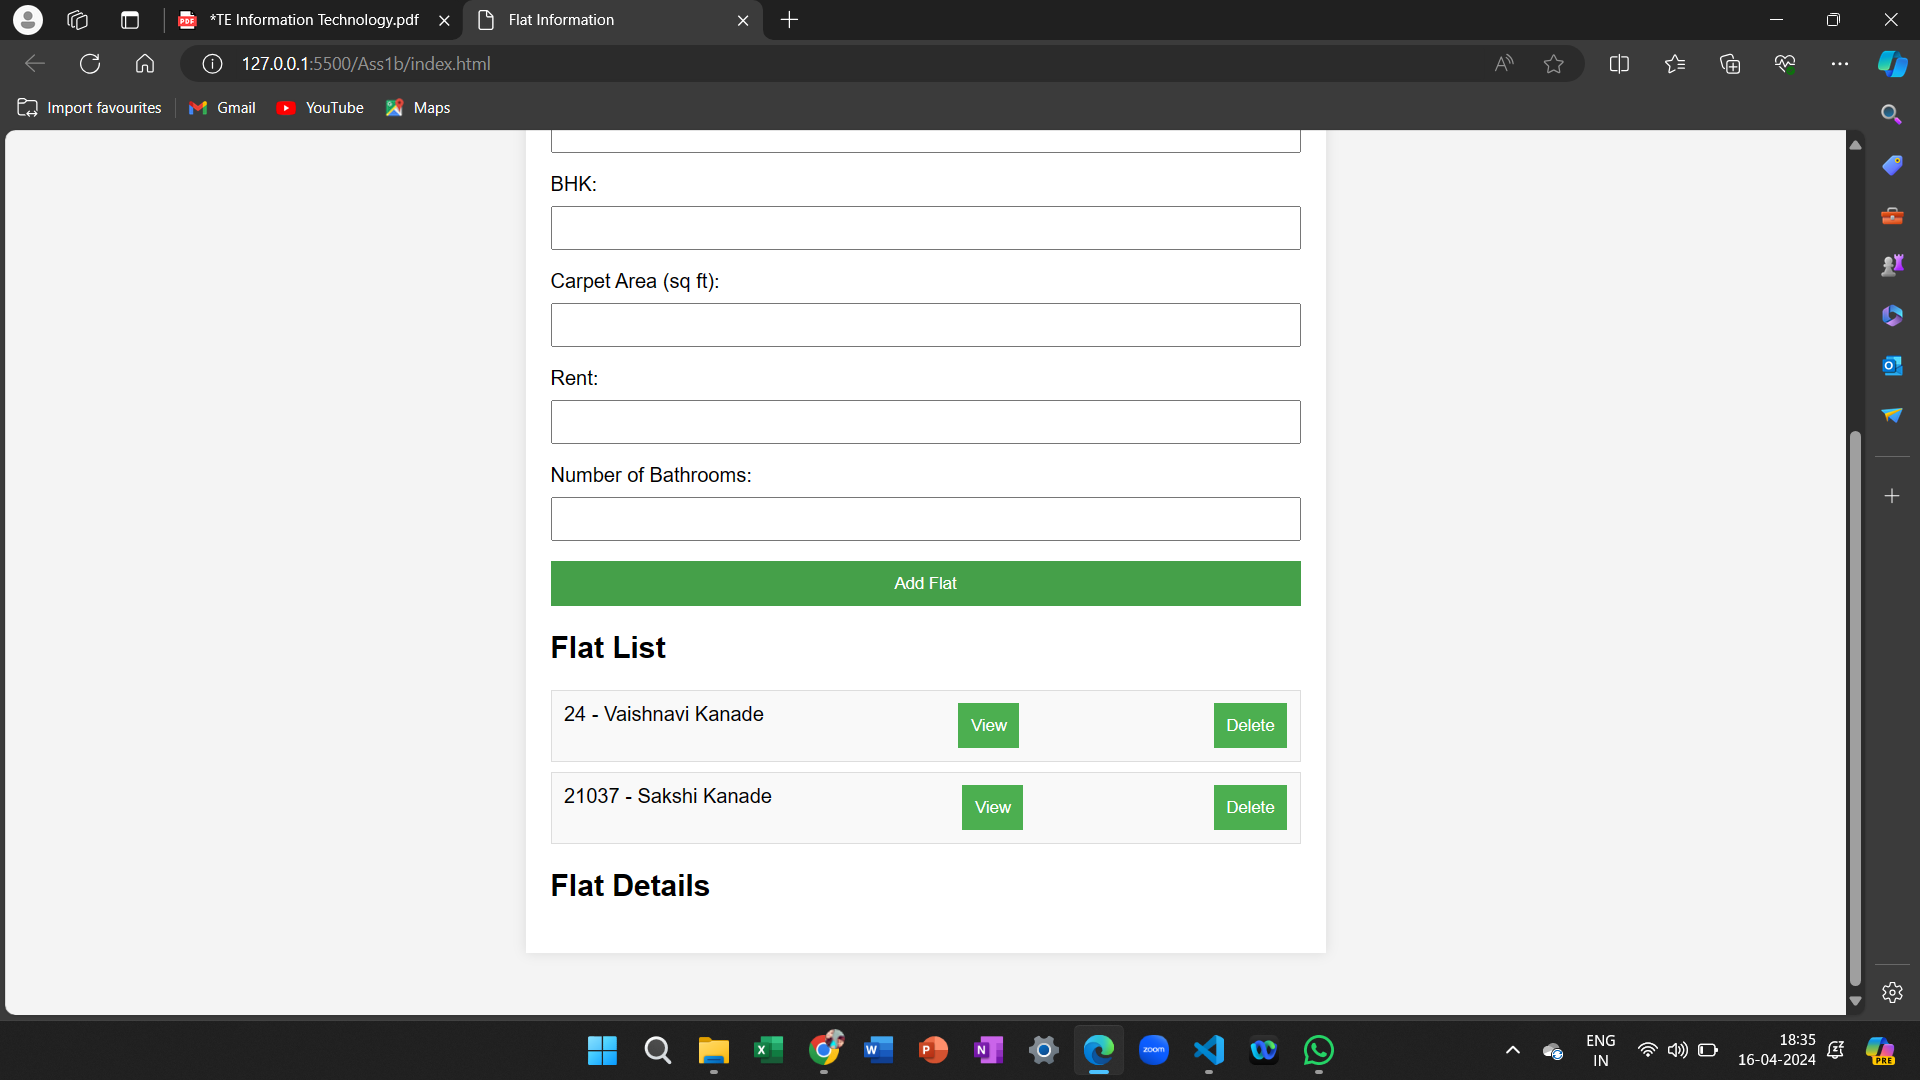 *TE Information Technology.pdf
Flat Information
127.0.0.1:5500/Ass1b/index.html
Import favourites
Gmail
YouTube
Maps
BHK:
Carpet Area (sq ft):
Rent:
Number of Bathrooms:
Add Flat
Flat List
24 - Vaishnavi Kanade
View
Delete
21037 - Sakshi Kanade
View
Delete
Flat Details
zoom
ENG
IN
18:35
16-04-2024
PRE